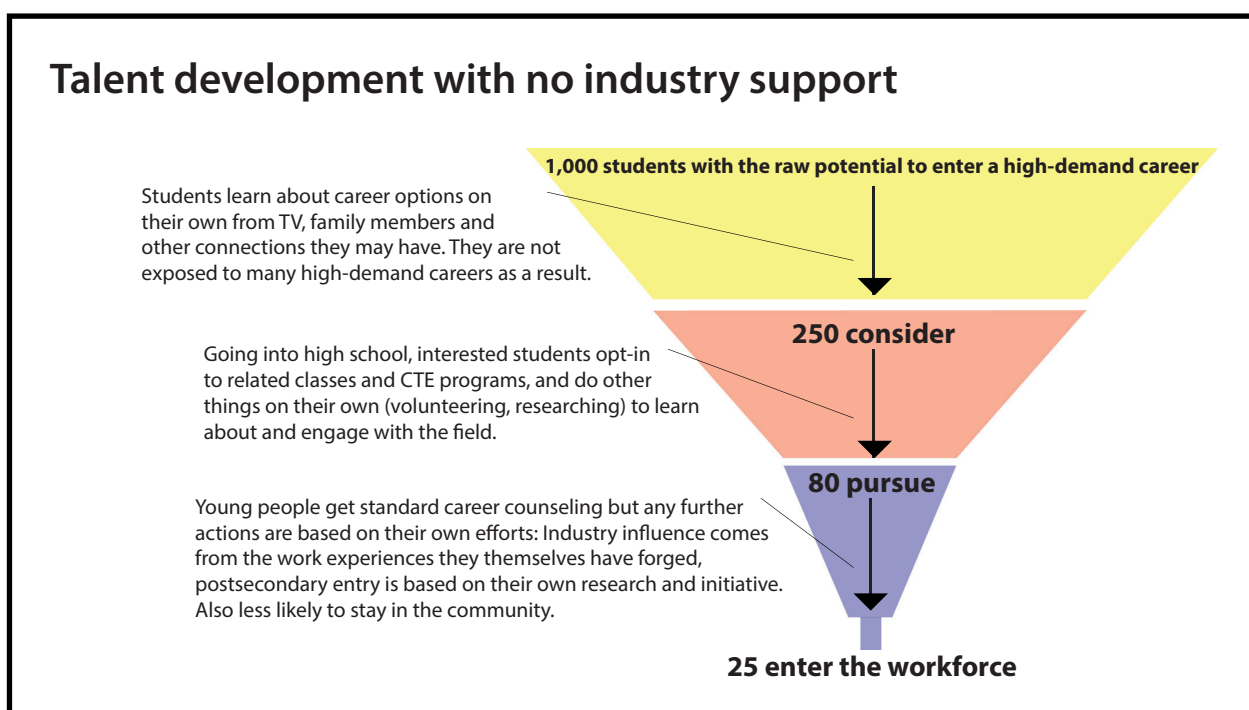 Talent development with no industry support
1,000 students with the raw potential to enter a high-demand career
Students learn about career options on
their own from TV, family members and
other connections they may have. They are not
exposed to many high-demand careers as a result.
250 consider
Going into high school, interested students opt-in
to related classes and CTE programs, and do other
things on their own (volunteering, researching) to learn
about and engage with the field.
80 pursue
Young people get standard career counseling but any further
actions are based on their own efforts: Industry influence comes
from the work experiences they themselves have forged,
postsecondary entry is based on their own research and initiative.
Also less likely to stay in the community.
25 enter the workforce